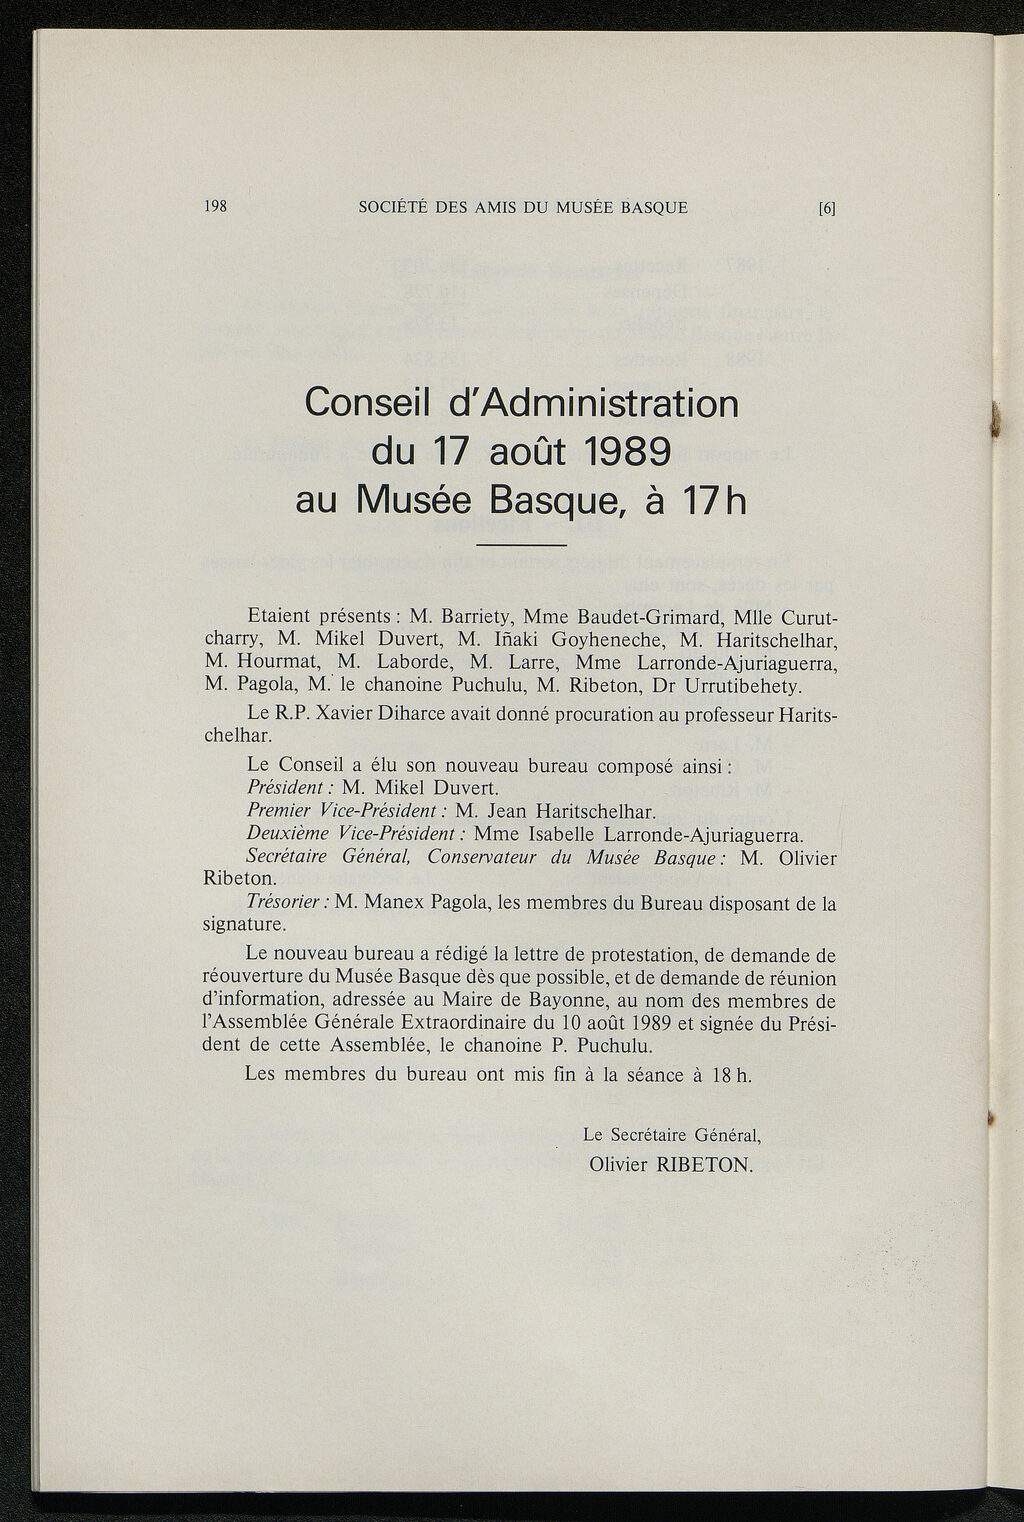 198 SOCIÉTÉ DES AMIS DU MUSÉE BASQUE [6]
Conseil d'Administration
du 17 août 1989
au Musée Basque, à 17 h
Etaient présents : M. Barriety, Mme Baudet-Grimard, Mlle Curut-
charry, M. Mikel Duvert, M. Iñaki Goyheneche, M. Haritschelhar,
M. Hourmat, M. Laborde, M. Larre, Mme Larronde-Ajuriaguerra,
M. Pagola, M. le chanoine Puchulu, M. Ribeton, Dr Urrutibehety.
Le R.P. Xavier Diharce avait donné procuration au professeur Harits-
chelhar.
Le Conseil a élu son nouveau bureau composé ainsi :
Président : M. Mikel Duvert.
Premier Vice-Président : M. Jean Haritschelhar.
Deuxième Vice-Président : Mme Isabelle Larronde-Ajuriaguerra.
Secrétaire Général, Conservateur du Musée Basque : M. Olivier
Ribeton.
Trésorier : M. Manex Pagola, les membres du Bureau disposant de la
signature.
Le nouveau bureau a rédigé la lettre de protestation, de demande de
réouverture du Musée Basque dès que possible, et de demande de réunion
d'information, adressée au Maire de Bayonne, au nom des membres de
l'Assemblée Générale Extraordinaire du 10 août 1989 et signée du Prési-
dent de cette Assemblée, le chanoine P. Puchulu.
Les membres du bureau ont mis fin à la séance à 18 h.
Le Secrétaire Général,
Olivier RIBETON.